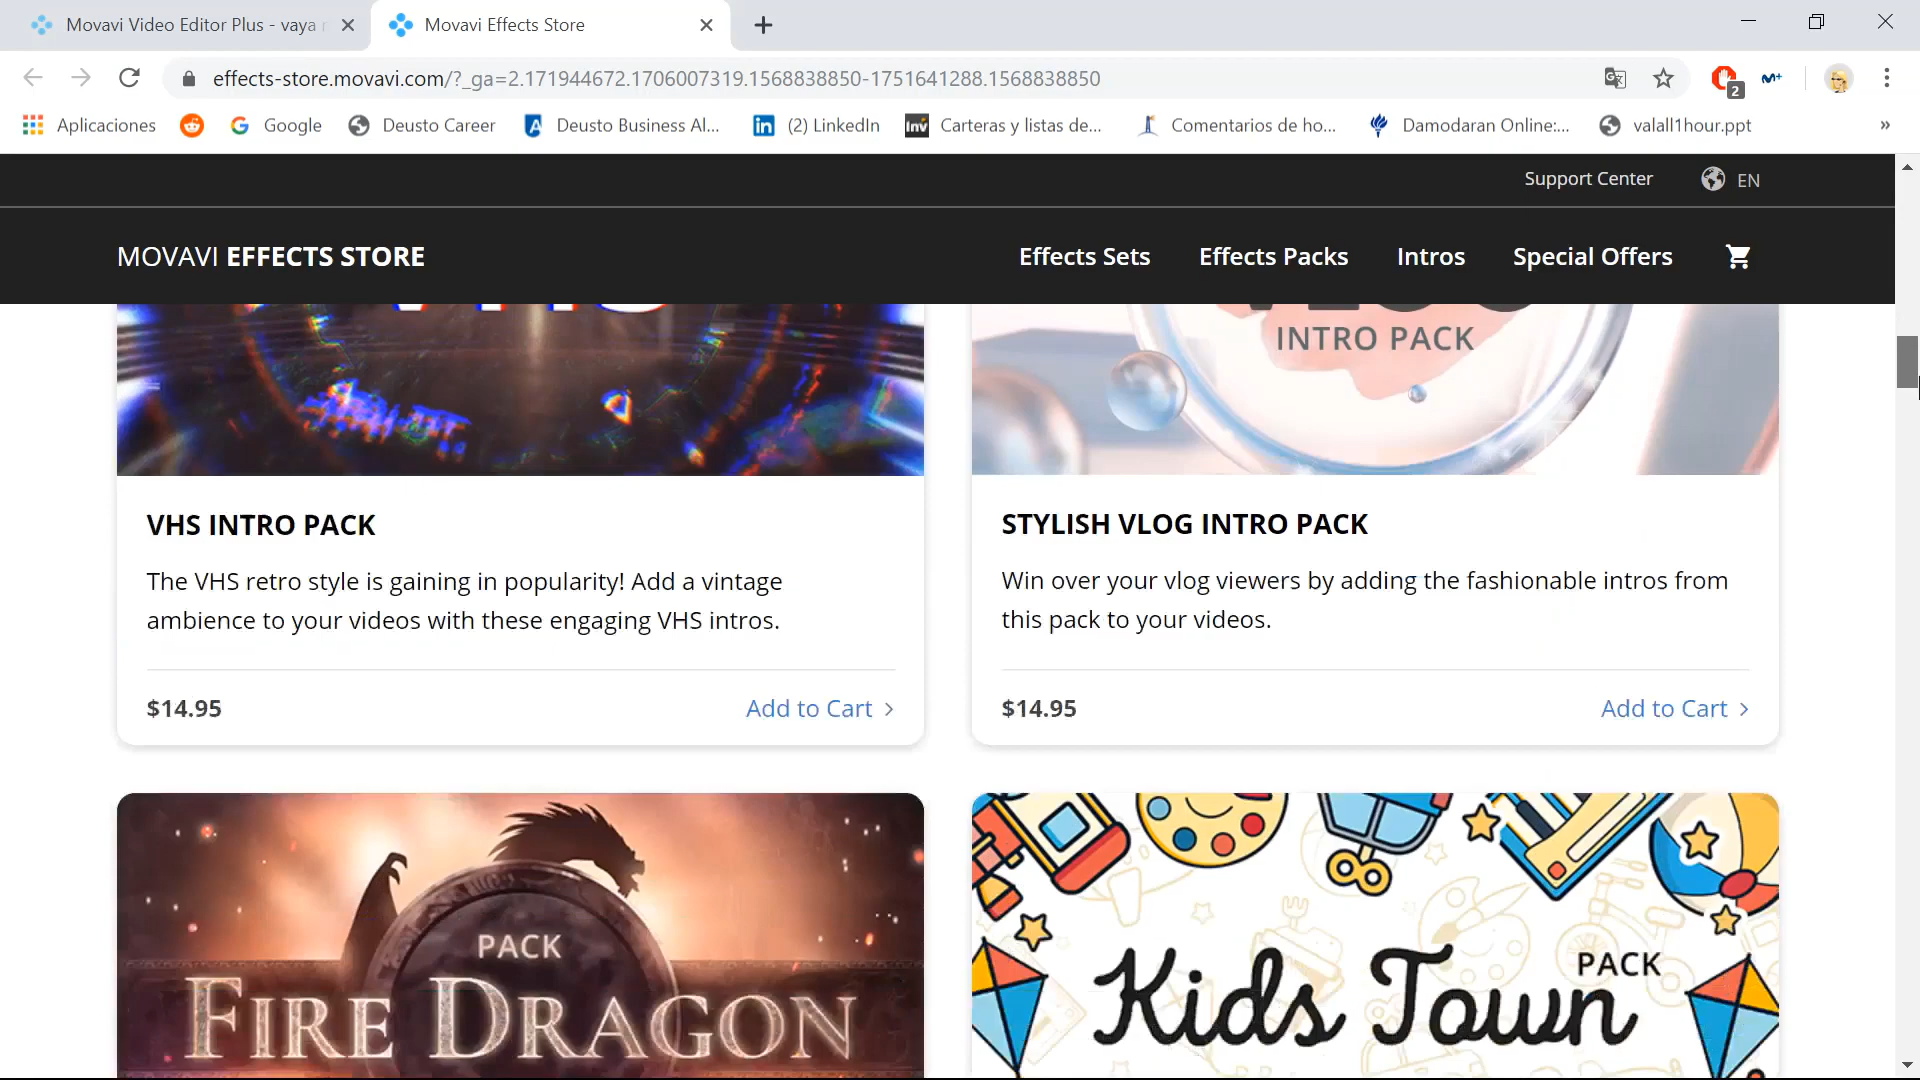 Movavi Video Editor Plus - vaya
Movavi Effects Store
effects-store.movavi.com/?_ga=2.171944672.1706007319.1568838850-1751641288.1568838850
2
Aplicaciones
Google
Deusto Career
Deusto Business Al...
in
(2) LinkedIn
Inv
Carteras y listas de...
Comentarios de ho...
Damodaran Online:...
valall1hour.ppt
»
Support Center
EN
MOVAVI EFFECTS STORE
Effects Sets
Effects Packs
Intros
Special Offers
INTRO PACK
VHS INTRO PACK
The VHS retro style is gaining in popularity! Add a vintage
ambience to your videos with these engaging VHS intros.
$14.95
Add to Cart >
STYLISH VLOG INTRO PACK
Win over your vlog viewers by adding the fashionable intros from
this pack to your videos.
$14.95
Add to Cart >
PACK
FIRE DRAGON
Kids Town
PACK